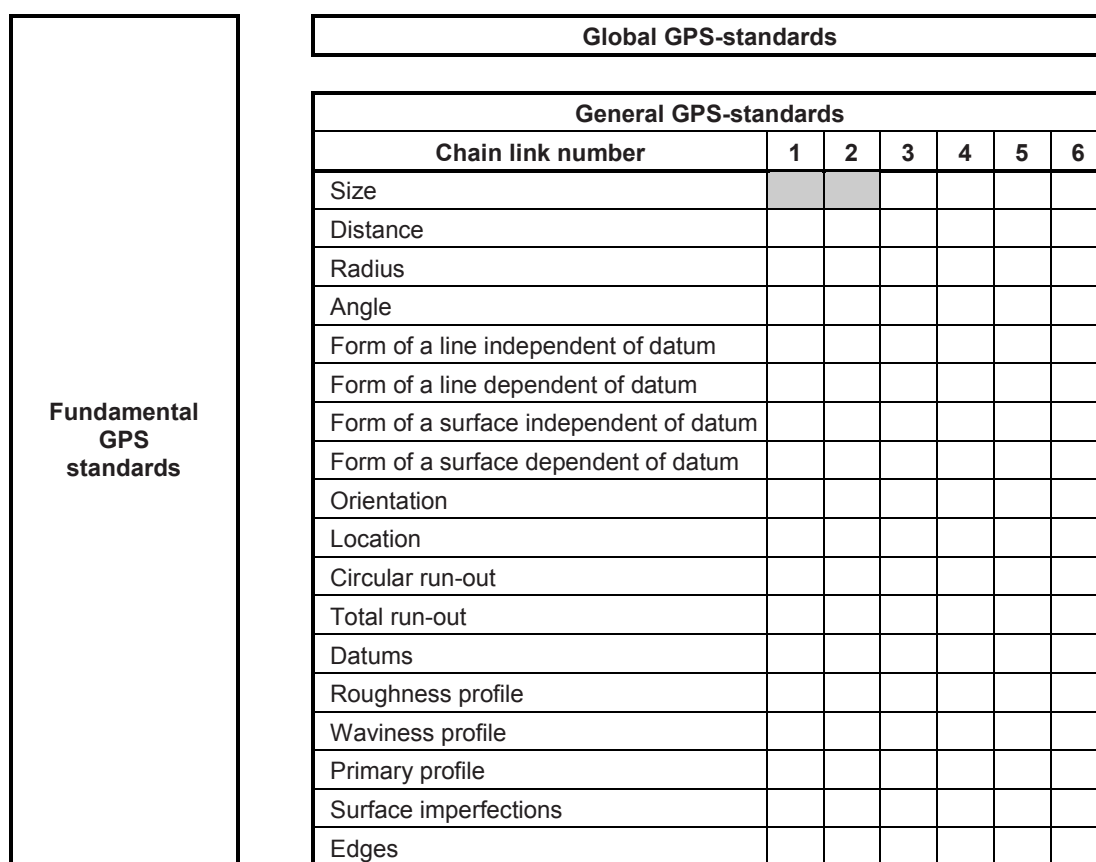 Fundamental
GPS
standards
Global GPS-standards
General GPS-standards
Chain link number 1 2 3 4 5 6
Size
Distance
Radius
Angle
Form of a line independent of datum
Form of a line dependent of datum
Form of a surface independent of datum
Form of a surface dependent of datum
Orientation
Location
Circular run-out
Total run-out
Datums
Roughness profile
Waviness profile
Primary profile
Surface imperfections
Edges